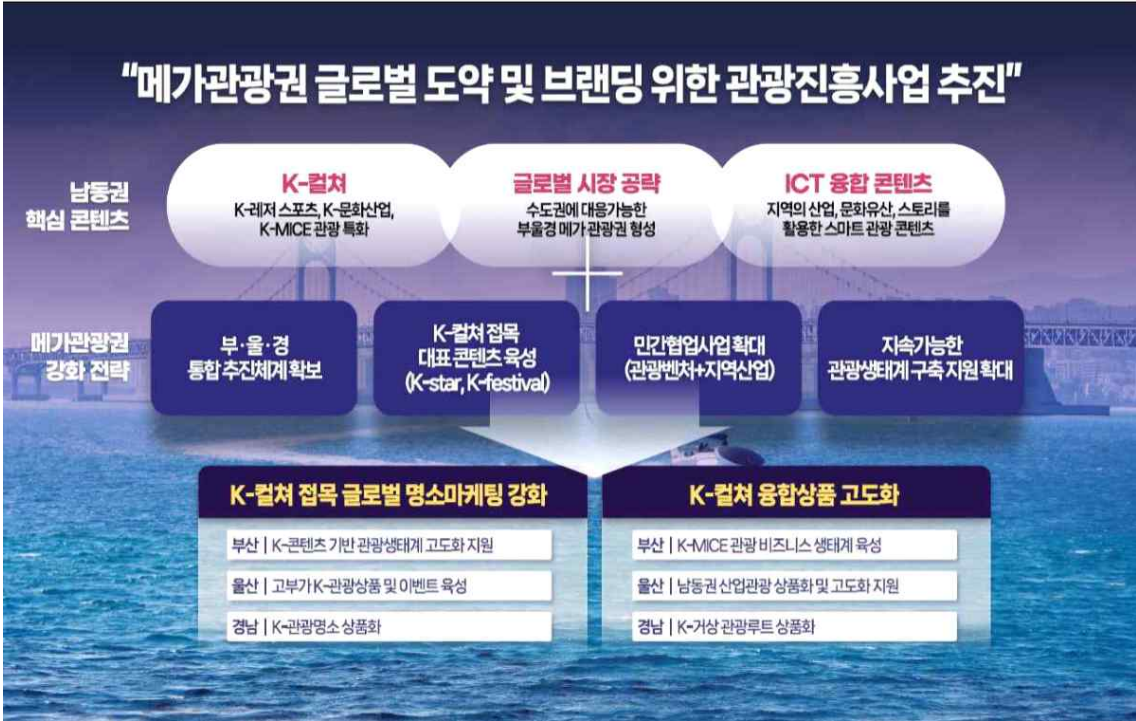 “메가관광권 글로벌 도약 및 브랜딩 위한 관광진흥사업 추진”
남동권
핵심 콘텐츠
K-컬쳐
K-레저 스포츠, K-문화산업,
K-MICE 관광 특화
글로벌 시장 공략
수도권에 대응가능한
부울경 메가 관광권 형성
ICT 융합 콘텐츠
지역의 산업, 문화유산, 스토리를
활용한 스마트 관광 콘텐츠
메가관광권
강화 전략
부·울·경
통합 추진체계 확보
K-컬쳐 접목
대표 콘텐츠 육성
(K-star, K-festival)
민간협업사업 확대
(관광벤처+지역산업)
지속가능한
관광생태계 구축 지원 확대
K-컬쳐 접목 글로벌 명소마케팅 강화
부산 | K-콘텐츠 기반 관광생태계 고도화 지원
울산 | 고부가 K-관광상품 및 이벤트 육성
경남 | K-관광명소 상품화
K-컬쳐 융합상품 고도화
부산 | K-MICE 관광 비즈니스 생태계 육성
울산 | 남동권 산업관광 상품화 및 고도화 지원
경남 | K-거상 관광루트 상품화